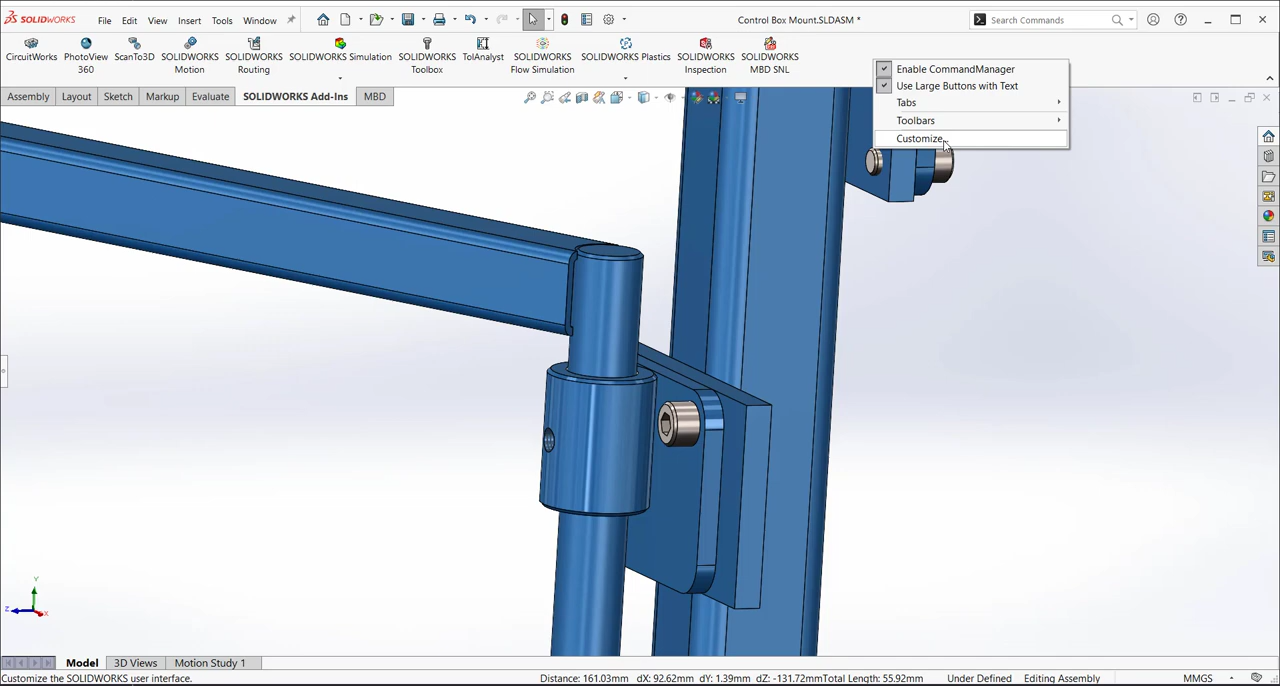 SOLIDWORKS File Edit View Insert Tools Window Control Box Mount.SLDASM * Search Commands
CircuitWorks PhotoView 360 ScanTo3D SOLIDWORKS Motion SOLIDWORKS Routing SOLIDWORKS Simulation SOLIDWORKS Toolbox TolAnalyst SOLIDWORKS Flow Simulation SOLIDWORKS Plastics SOLIDWORKS Inspection SOLIDWORKS MBD SNL
Assembly Layout Sketch Markup Evaluate SOLIDWORKS Add-Ins MBD
Enable CommandManager
Use Large Buttons with Text
Tabs
Toolbars
Customize...
Y
Z X
Model 3D Views Motion Study 1
Customize the SOLIDWORKS user interface. Distance: 161.03mm dX: 92.62mm dY: 1.39mm dZ: -131.72mm Total Length: 55.92mm Under Defined Editing Assembly MMGS